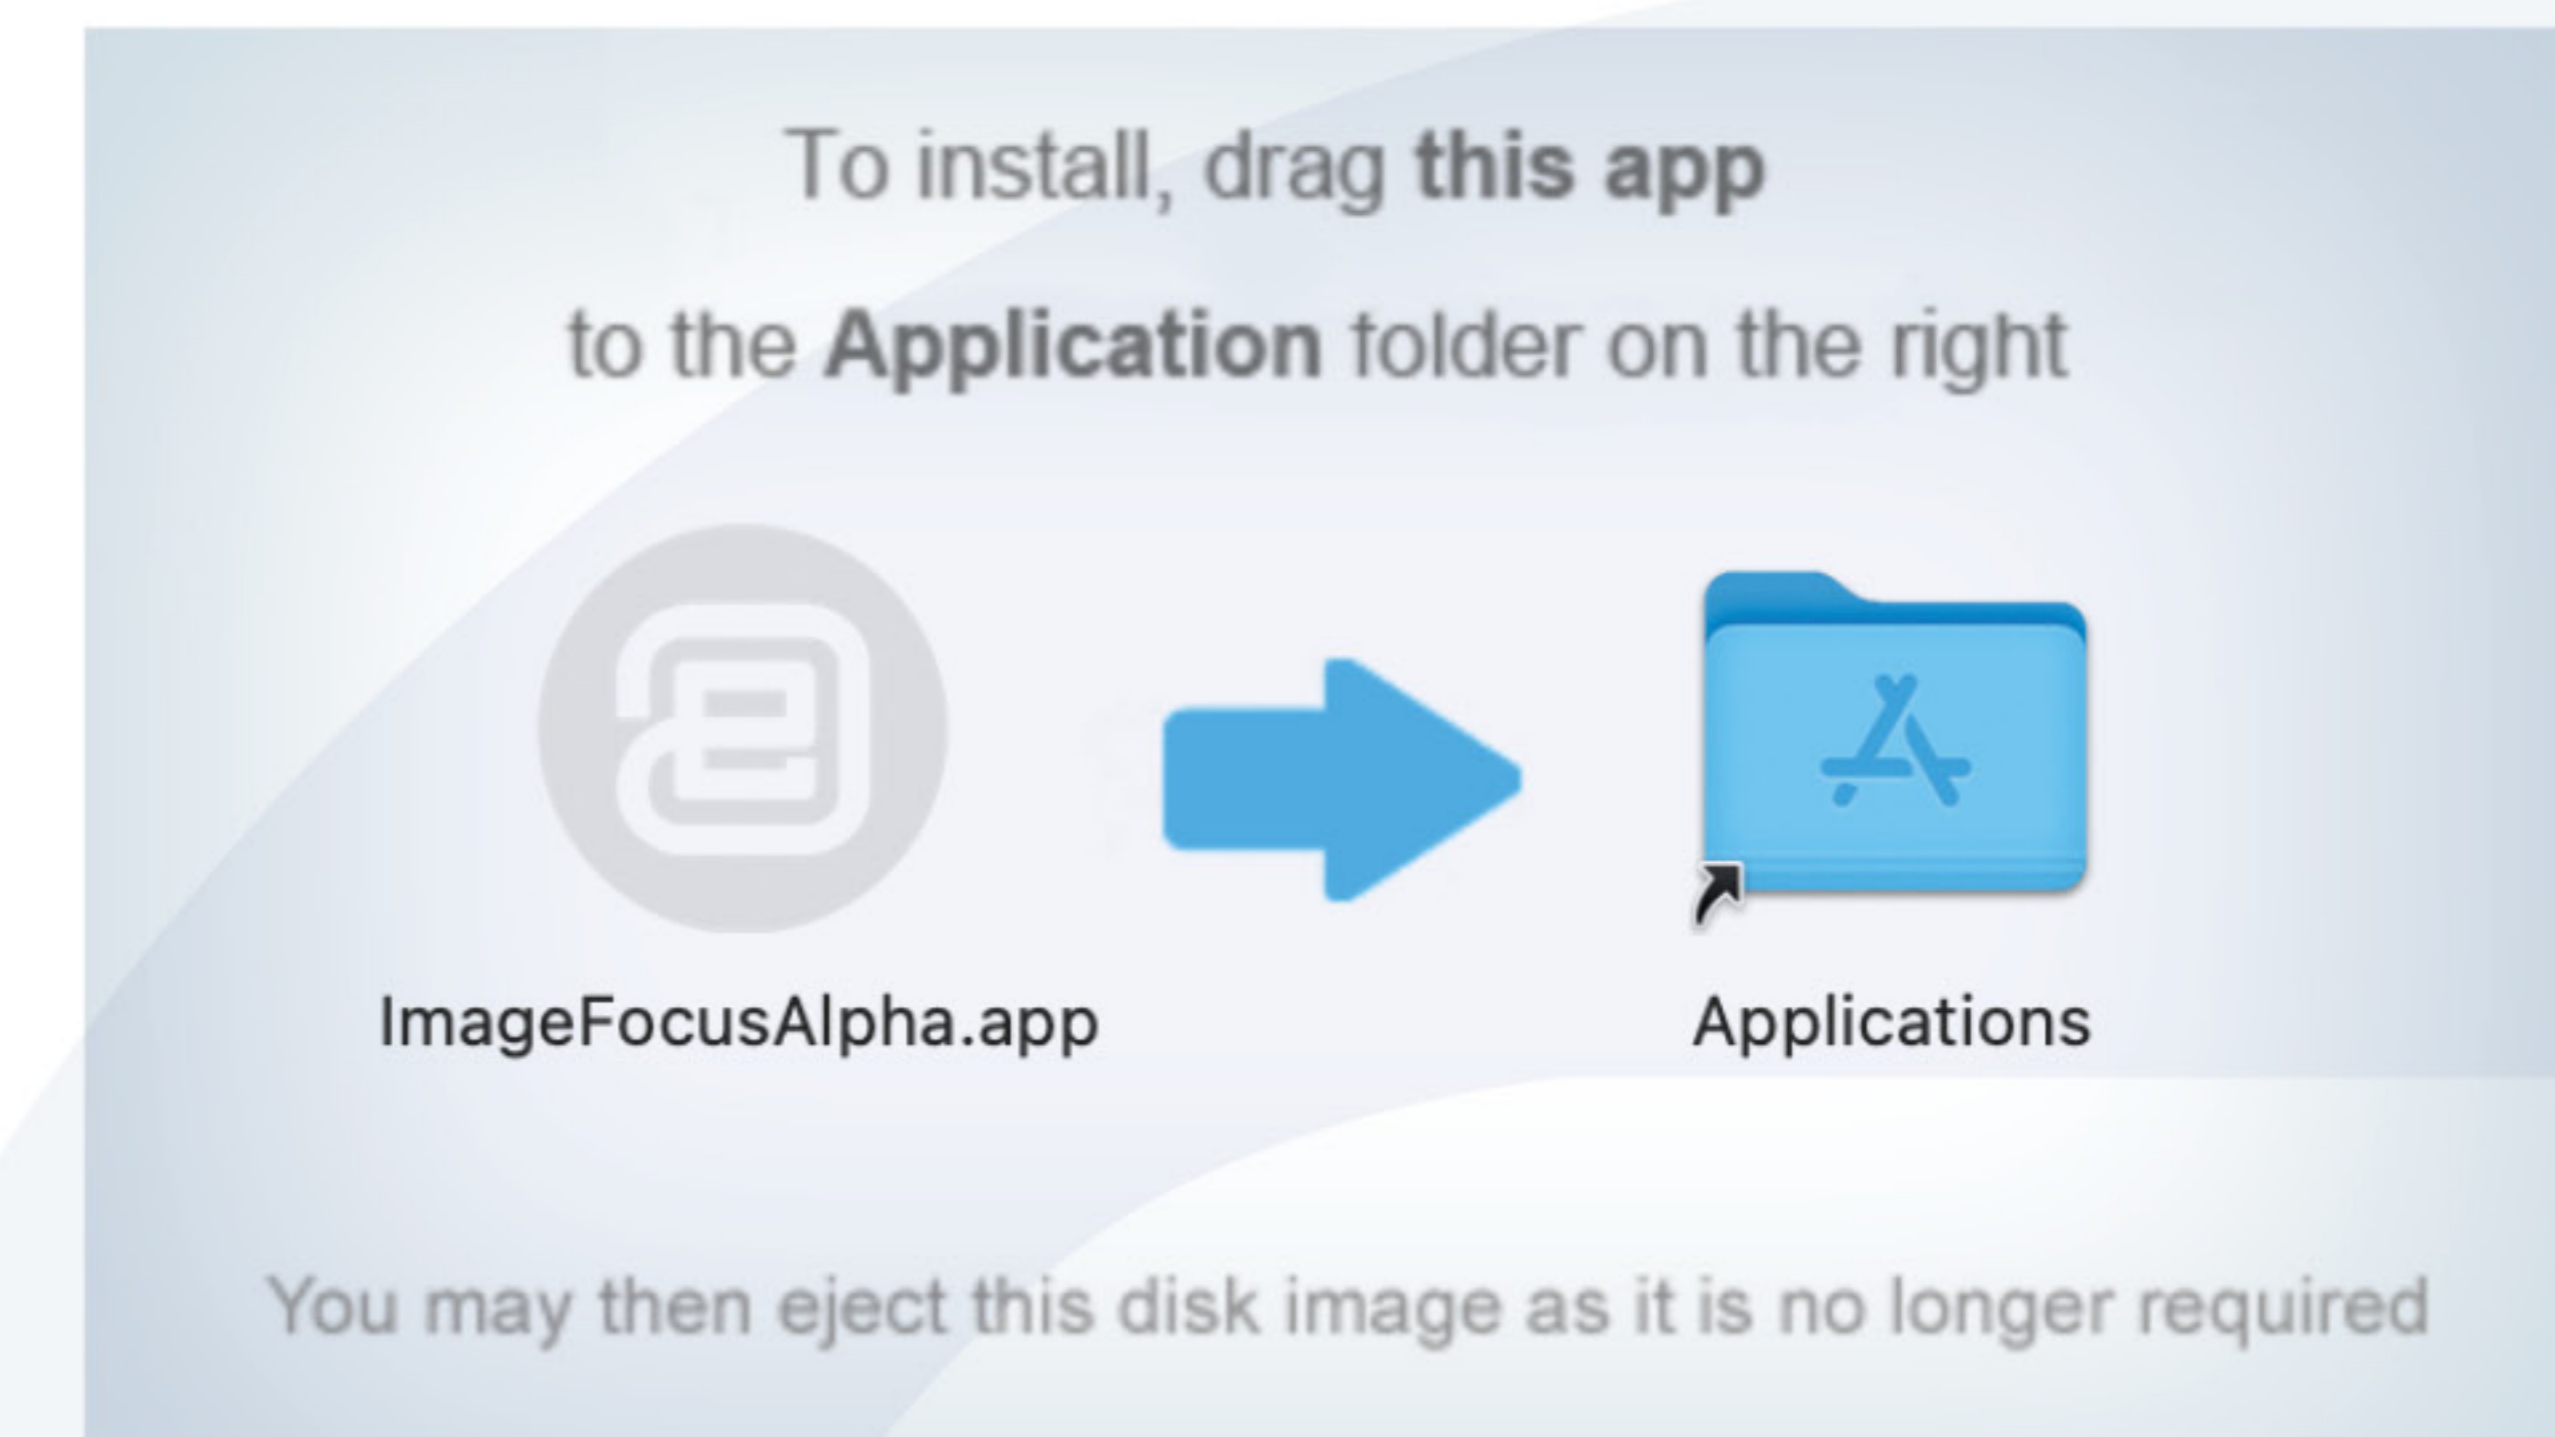 To install, drag this app
to the Application folder on the right
ImageFocusAlpha.app
Applications
You may then eject this disk image as it is no longer required